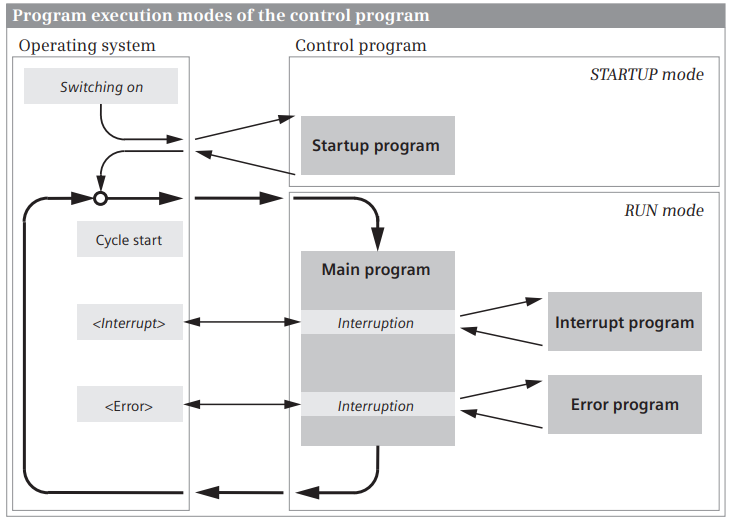 Program execution modes of the control program
Operating system
Control program
Switching on
STARTUP mode
Startup program
RUN mode
Cycle start
Main program
<Interrupt>
Interruption
Interrupt program
<Error>
Interruption
Error program